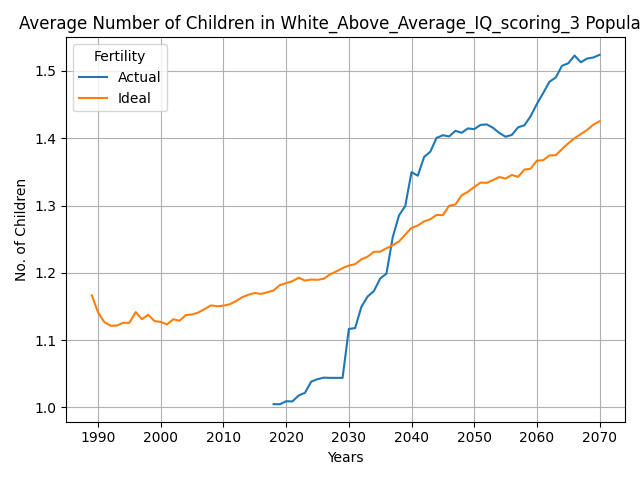 Average Number of Children in White_Above_Average_IQ_scoring_3 Popula
Fertility
Actual
Ideal
No. of Children
1.5
1.4
1.3
1.2
1.1
1.0
1990 2000 2010 2020 2030 2040 2050 2060 2070
Years